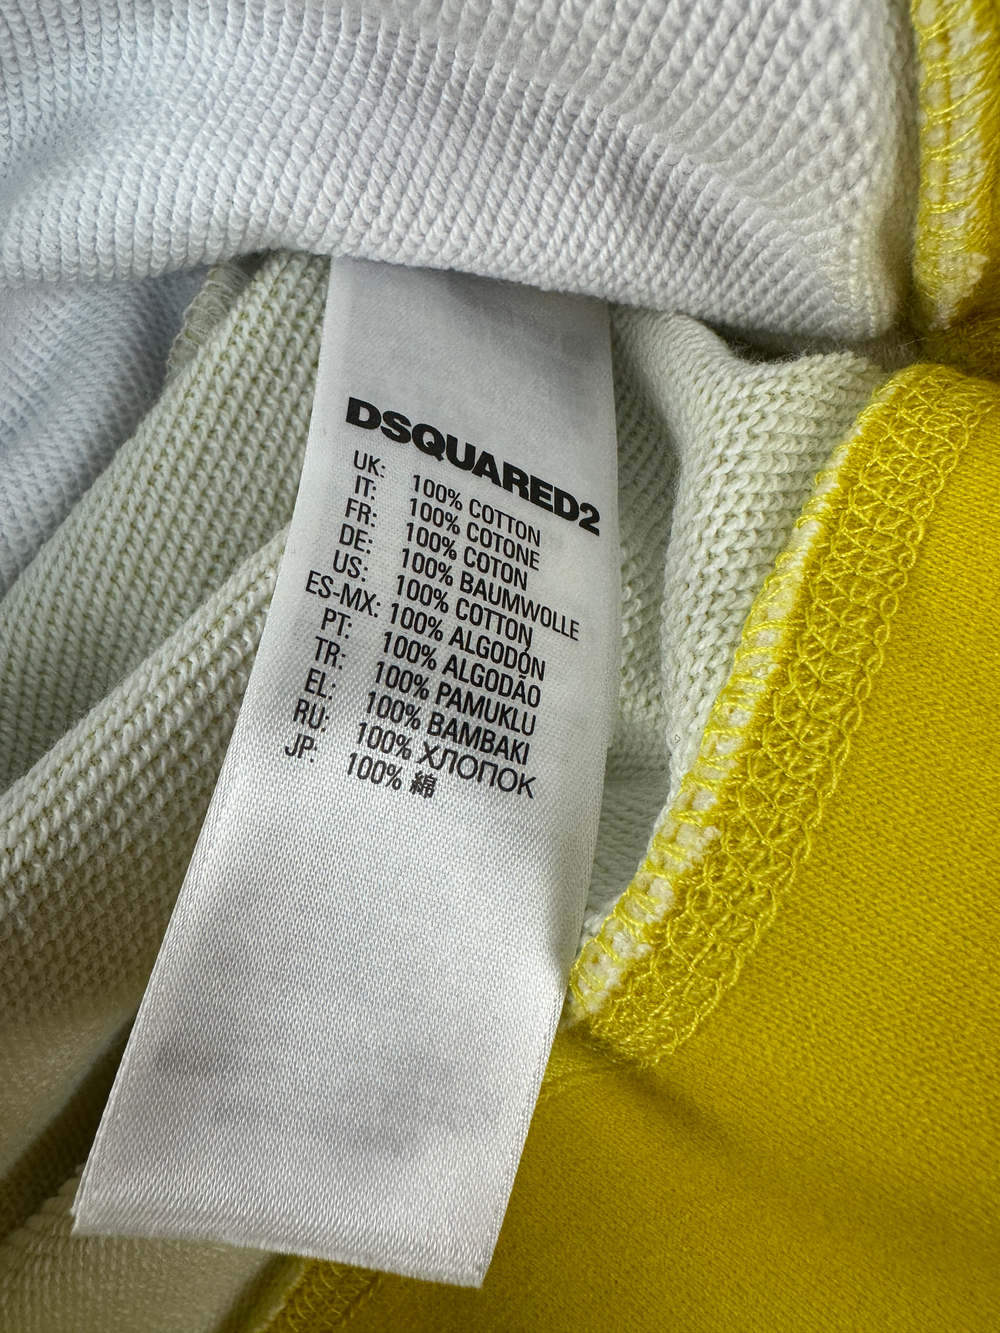 DSQUARED2
UK: 100% COTTON
IT: 100% COTONE
FR: 100% COTON
DE: 100% BAUMWOLLE
US: 100% COTTON
ES-MX: 100% ALGODÓN
PT: 100% ALGODÃO
TR: 100% PAMUKLU
EL: 100% BAMBAKI
RU: 100% ХЛОПОК
JP: 100% 綿